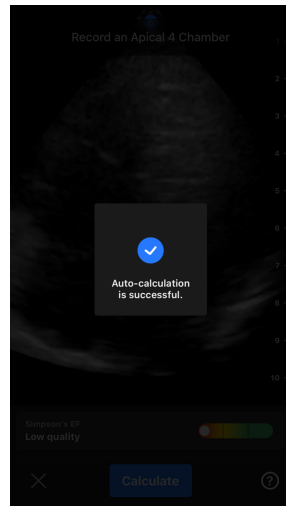 Record an Apical 4 Chamber
1
2
3
4
5
6
7
8
9
10
Auto-calculation
is successful.
Simpson's EF
Low quality
Calculate
?